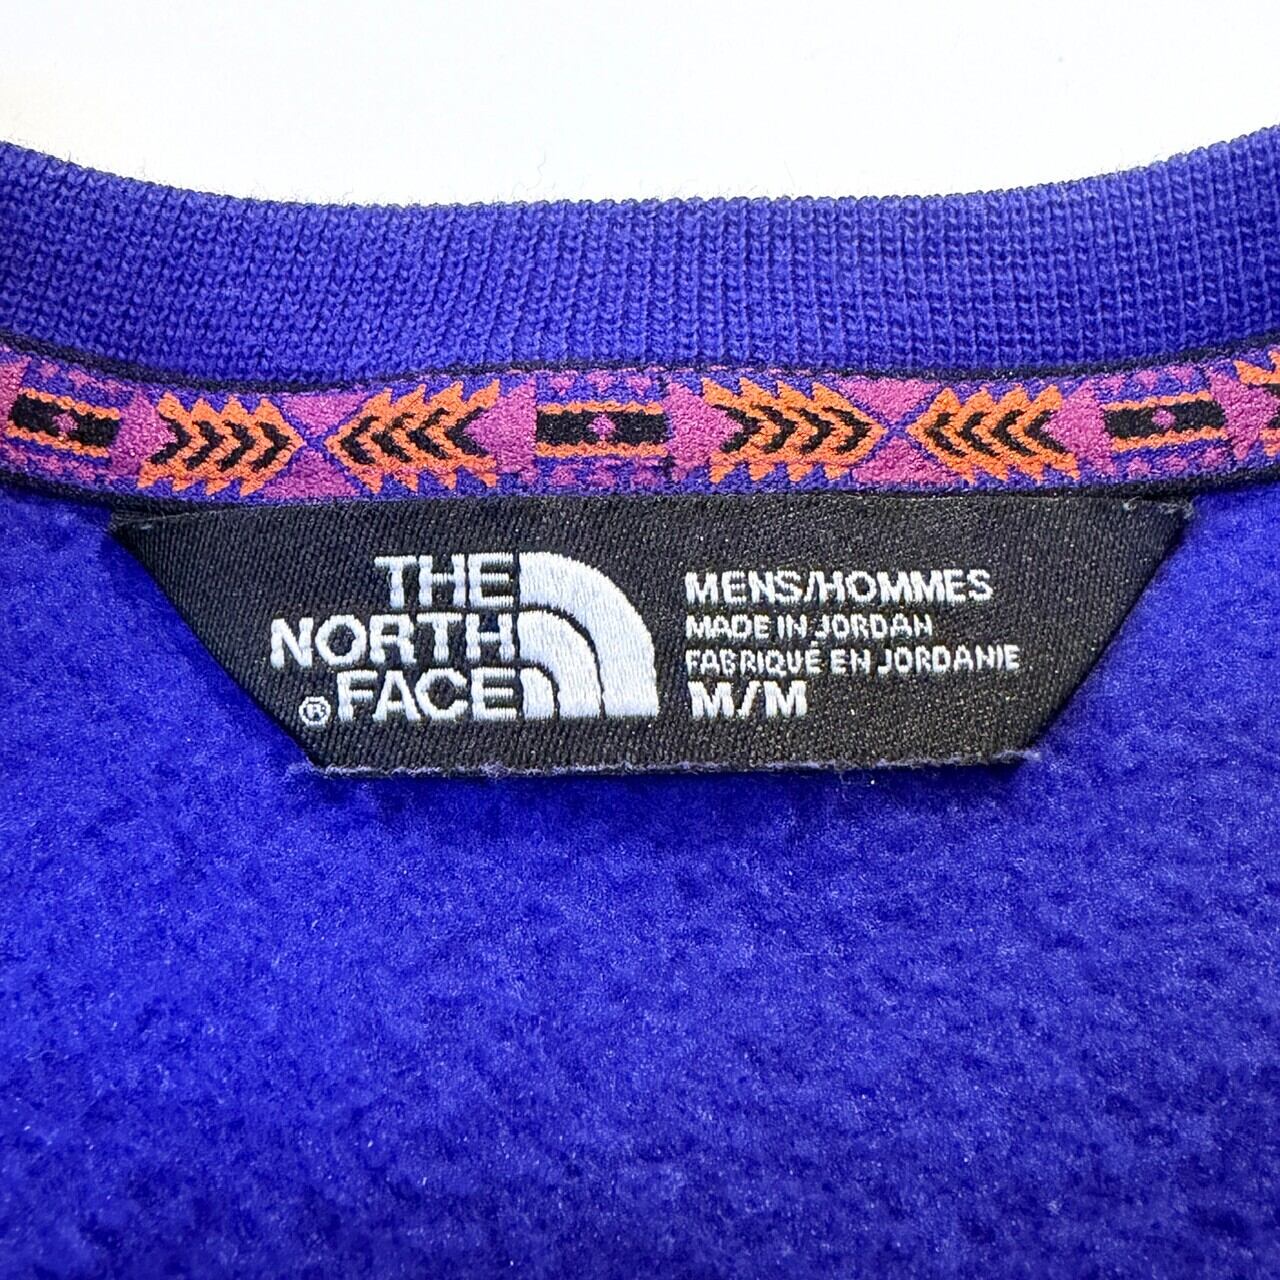 THE
NORTH
®FACE
MENS/HOMMES
MADE IN JORDAN
FABRIQUÉ EN JORDANIE
M/M